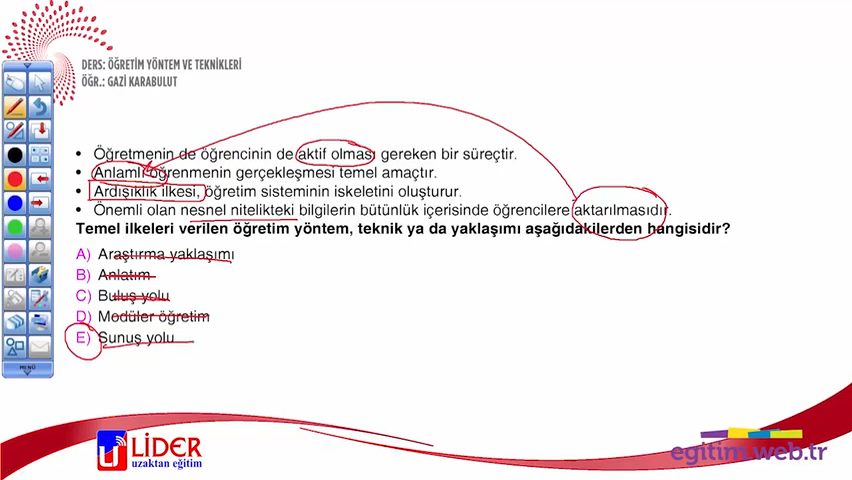 DERS: ÖĞRETİM YÖNTEM VE TEKNİKLERİ
ÖĞR.: GAZİ KARABULUT
• Öğretmenin de öğrencinin de aktif olması gereken bir süreçtir.
• Anlamlı öğrenmenin gerçekleşmesi temel amaçtır.
• Ardışıklık ilkesi, öğretim sisteminin iskeletini oluşturur.
• Önemli olan nesnel nitelikteki bilgilerin bütünlük içerisinde öğrencilere aktarılmasıdır.
Temel ilkeleri verilen öğretim yöntem, teknik ya da yaklaşımı aşağıdakilerden hangisidir?
A) Araştırma yaklaşımı
B) Anlatım
C) Buluş yolu
D) Modüler öğretim
E) Sunuş yolu
MENÜ
LİDER
uzaktan eğitim
egitim.web.tr